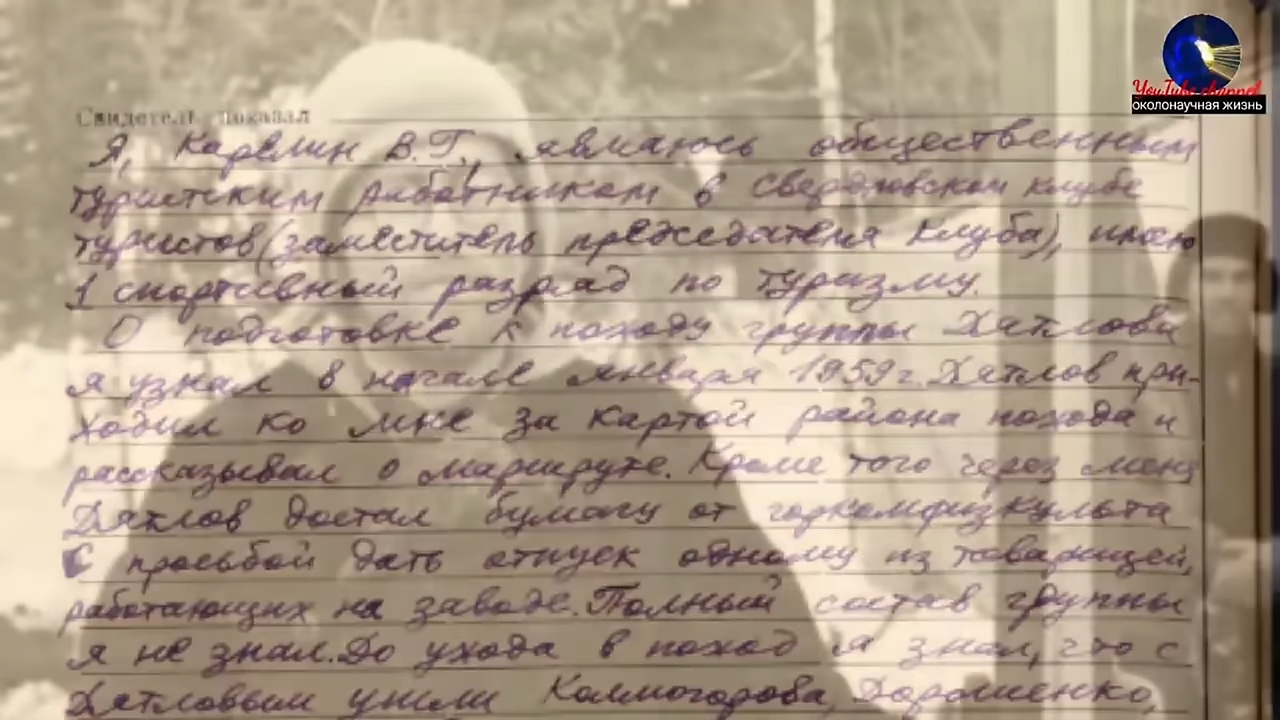 YouTube channel
околонаучная жизнь
Свидетель показал
Я, Карелин В.Г., являюсь общественным
туристским работником в Свердловском клубе
туристов (заместитель председателя Клуба), имею
1 спортивный разряд по туризму.
О подготовке к походу группы Дятлова
я узнал в начале января 1959 г. Дятлов при-
ходил ко мне за картой района похода и
рассказывал о маршруте. Кроме того через меня
Дятлов достал бумагу от горкомфизкульта
с просьбой дать отпуск одному из товарищей,
работающих на заводе. Полный состав группы
я не знал. До ухода в поход я знал, что с
Дятловым ушли Колмогорова, Дорошенко,